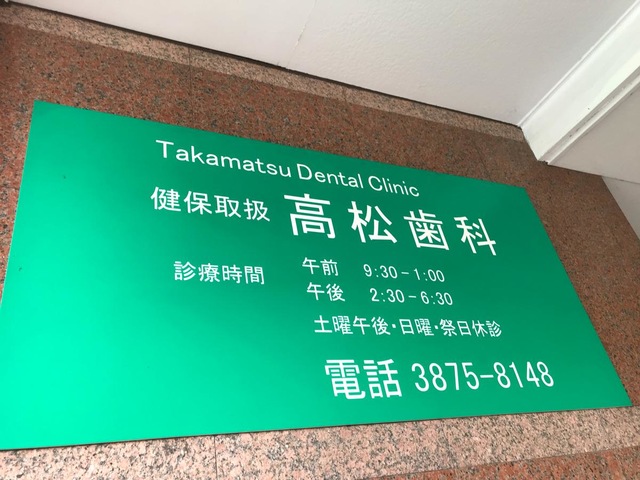 Takamatsu Dental Clinic
健保取扱 高松歯科
診療時間 午前 9:30-1:00
午後 2:30-6:30
土曜午後・日曜・祭日休診
電話 3875-8148